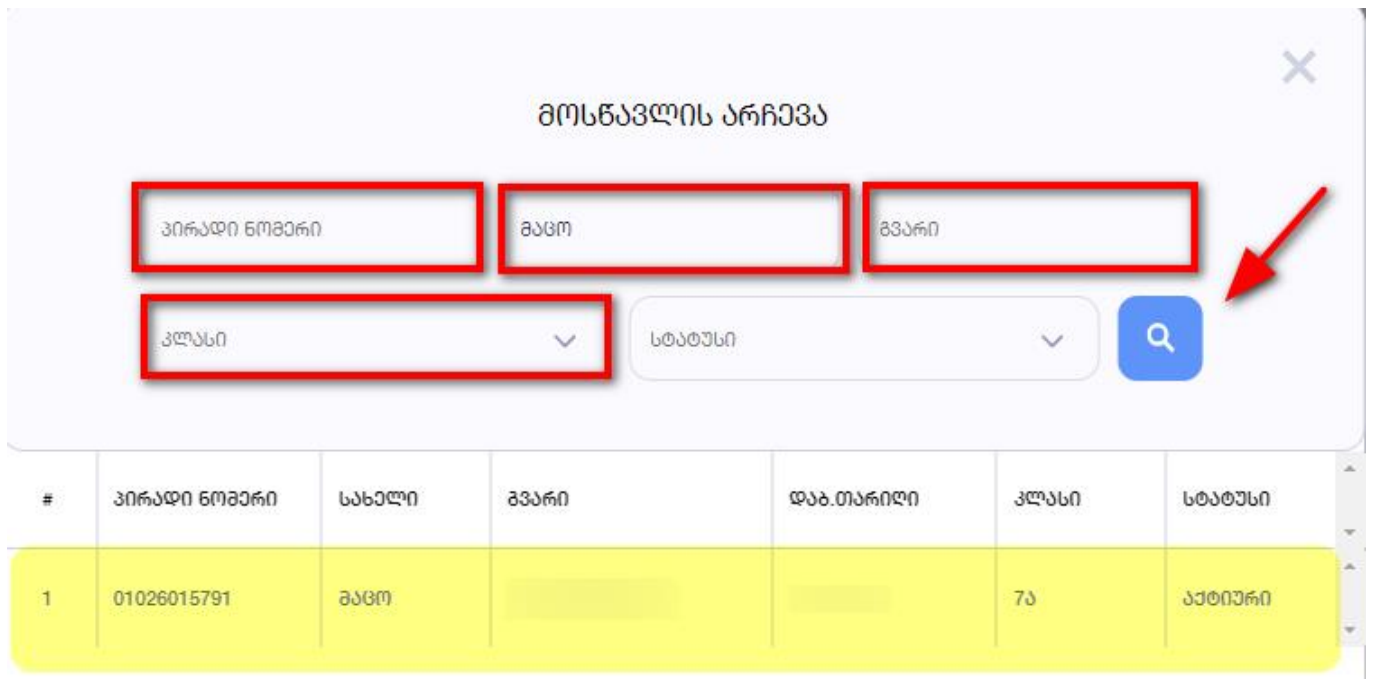 მოსწავლის არჩევა
პირადი ნომერი მაცო გვარი
კლასი სტატუსი
# პირადი ნომერი სახელი გვარი დაბ.თარიღი კლასი სტატუსი
1 01026015791 მაცო 7ა აქტიური